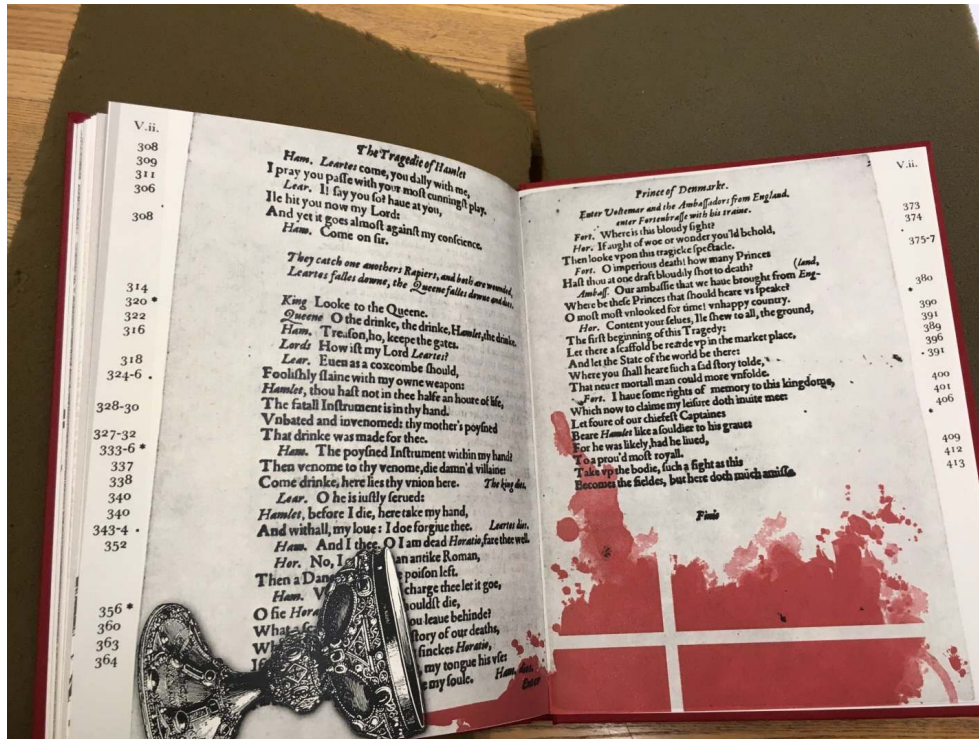 V.ii.
308
309
311
306
308
314
320 *
322
316
318
324-6 .
328-30
327-32
333-6 *
337
338
340
340
343-4 .
352
356 *
360
363
364
The Tragedie of Hamlet
Ham. Leartes come, you dally with me,
I pray you paſſe with your moſt cunningſt play.
Lear. I! ſay you ſo? haue at you,
Ile hit you now my Lord:
And yet it goes almoſt againſt my conſcience.
Ham. Come on ſir.
They catch one anothers Rapiers, and both are wounded,
Leartes falles downe, the Queene falles downe and dies.
King Looke to the Queene.
Queene O the drinke, the drinke, Hamlet, the drinke.
Ham. Treaſon, ho, keepe the gates.
Lords How iſt my Lord Leartes?
Lear. Euen as a coxcombe ſhould,
Fooliſhly ſlaine with my owne weapon:
Hamlet, thou haſt not in thee halfe an houre of life,
The fatall Inſtrument is in thy hand.
Vnbated and invenomed: thy mother's poyſned
That drinke was made for thee.
Ham. The poyſned Inſtrument within my hand?
Then venome to thy venome, die damn'd villaine:
Come drinke, here lies thy vnion here. The king dies.
Lear. O he is iuſtly ſerued:
Hamlet, before I die, here take my hand,
And withall, my loue: I doe forgiue thee. Leartes dies.
Ham. And I thee, O I am dead Horatio, fare thee well.
Hor. No, I an antike Roman,
Then a poiſon left.
Ham. charge thee let it goe,
O fie die,
leaue behinde?
of our deaths,
Horatio,
my tongue his vſe:
my ſoule. Ham. dies.
Enter
Prince of Denmarke.
V.ii.
Enter Voltemar and the Ambaſſadors from England.
enter Fortenbraſſe with his traine.
Fort. Where is this bloudy ſight?
Hor. If aught of woe or wonder you'ld behold,
Then looke vpon this tragicke ſpectacle.
Fort. O imperious death! how many Princes
Haſt thou at one draft bloudily ſhot to death? (land,
Ambaſſ. Our ambaſſie that we haue brought from Eng-
Where be theſe Princes that ſhould heare vs ſpeake?
O moſt moſt vnlooked for time! vnhappy country.
Hor. Content your ſelues, Ile ſhew to all, the ground,
The firſt beginning of this Tragedy:
Let there a ſcaffold be rearde vp in the market place,
And let the State of the world be there:
Where you ſhall heare ſuch a ſad ſtory tolde,
That neuer mortall man could more vnfolde.
Fort. I haue ſome rights of memory to this kingdome,
Which now to claime my leiſure doth inuite mee:
Let foure of our chiefeſt Captaines
Beare Hamlet like a ſouldier to his graue:
For he was likely, had he liued,
To a prou'd moſt royall.
Take vp the bodie, ſuch a ſight as this
Becomes the fieldes, but here doth much amiſſe.
Finis
373
374
375-7
380
390
391
389
396
· 391
400
401
406
409
412
413